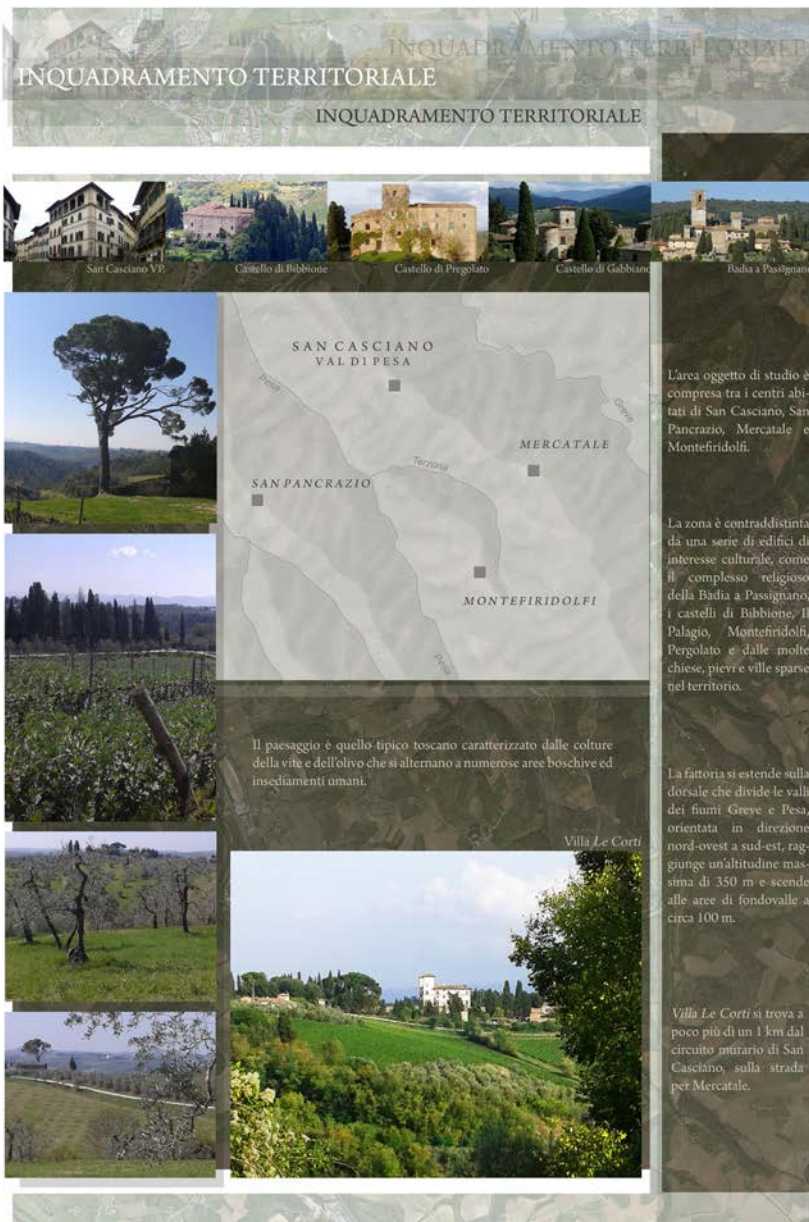 INQUADRAMENTO TERRITORIALE
INQUADRAMENTO TERRITORIALE
INQUADRAMENTO TERRITORIALE
San Casciano VP.
Castello di Bibbione
Castello di Pregolato
Castello di Gabbiano
Badia a Passignano
SAN CASCIANO
VAL DI PESA
Pesa
Greve
MERCATALE
Terzona
SAN PANCRAZIO
MONTEFIRIDOLFI
Pesa
Il paesaggio è quello tipico toscano caratterizzato dalle colture
della vite e dell'olivo che si alternano a numerose aree boschive ed
insediamenti umani.
Villa Le Corti
L'area oggetto di studio è
compresa tra i centri abi-
tati di San Casciano, San
Pancrazio, Mercatale e
Montefiridolfi.
La zona è contraddistinta
da una serie di edifici di
interesse culturale, come
il complesso religioso
della Badia a Passignano,
i castelli di Bibbione, Il
Palagio, Montefiridolfi,
Pergolato e dalle molte
chiese, pievi e ville sparse
nel territorio.
La fattoria si estende sulla
dorsale che divide le valli
dei fiumi Greve e Pesa,
orientata in direzione
nord-ovest a sud-est, rag-
giunge un'altitudine mas-
sima di 350 m e scende
alle aree di fondovalle a
circa 100 m.
Villa Le Corti si trova a
poco più di un 1 km dal
circuito murario di San
Casciano, sulla strada
per Mercatale.